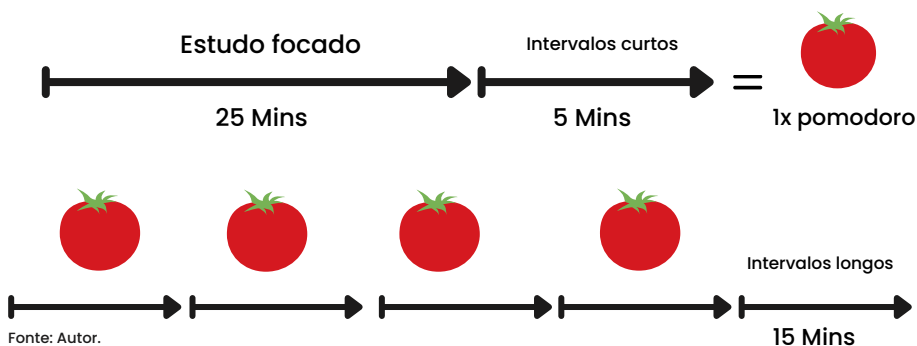 Estudo focado
Intervalos curtos
25 Mins
5 Mins
=
1x pomodoro
Intervalos longos
15 Mins
Fonte: Autor.